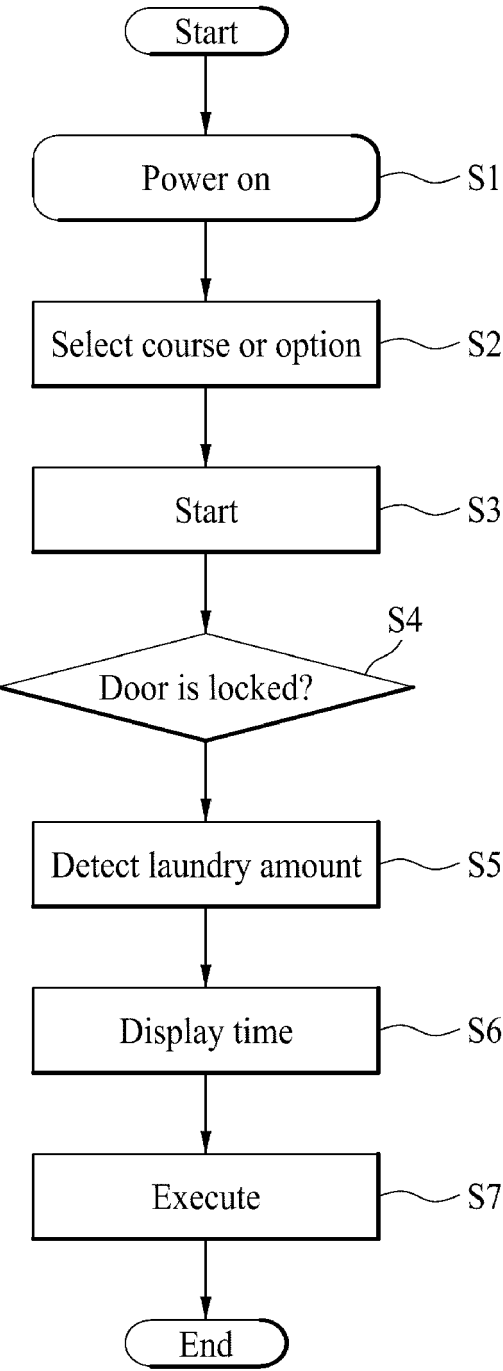 Start
Power on
S1
Select course or option
S2
Start
S3
S4
Door is locked?
Detect laundry amount
S5
Display time
S6
Execute
S7
End